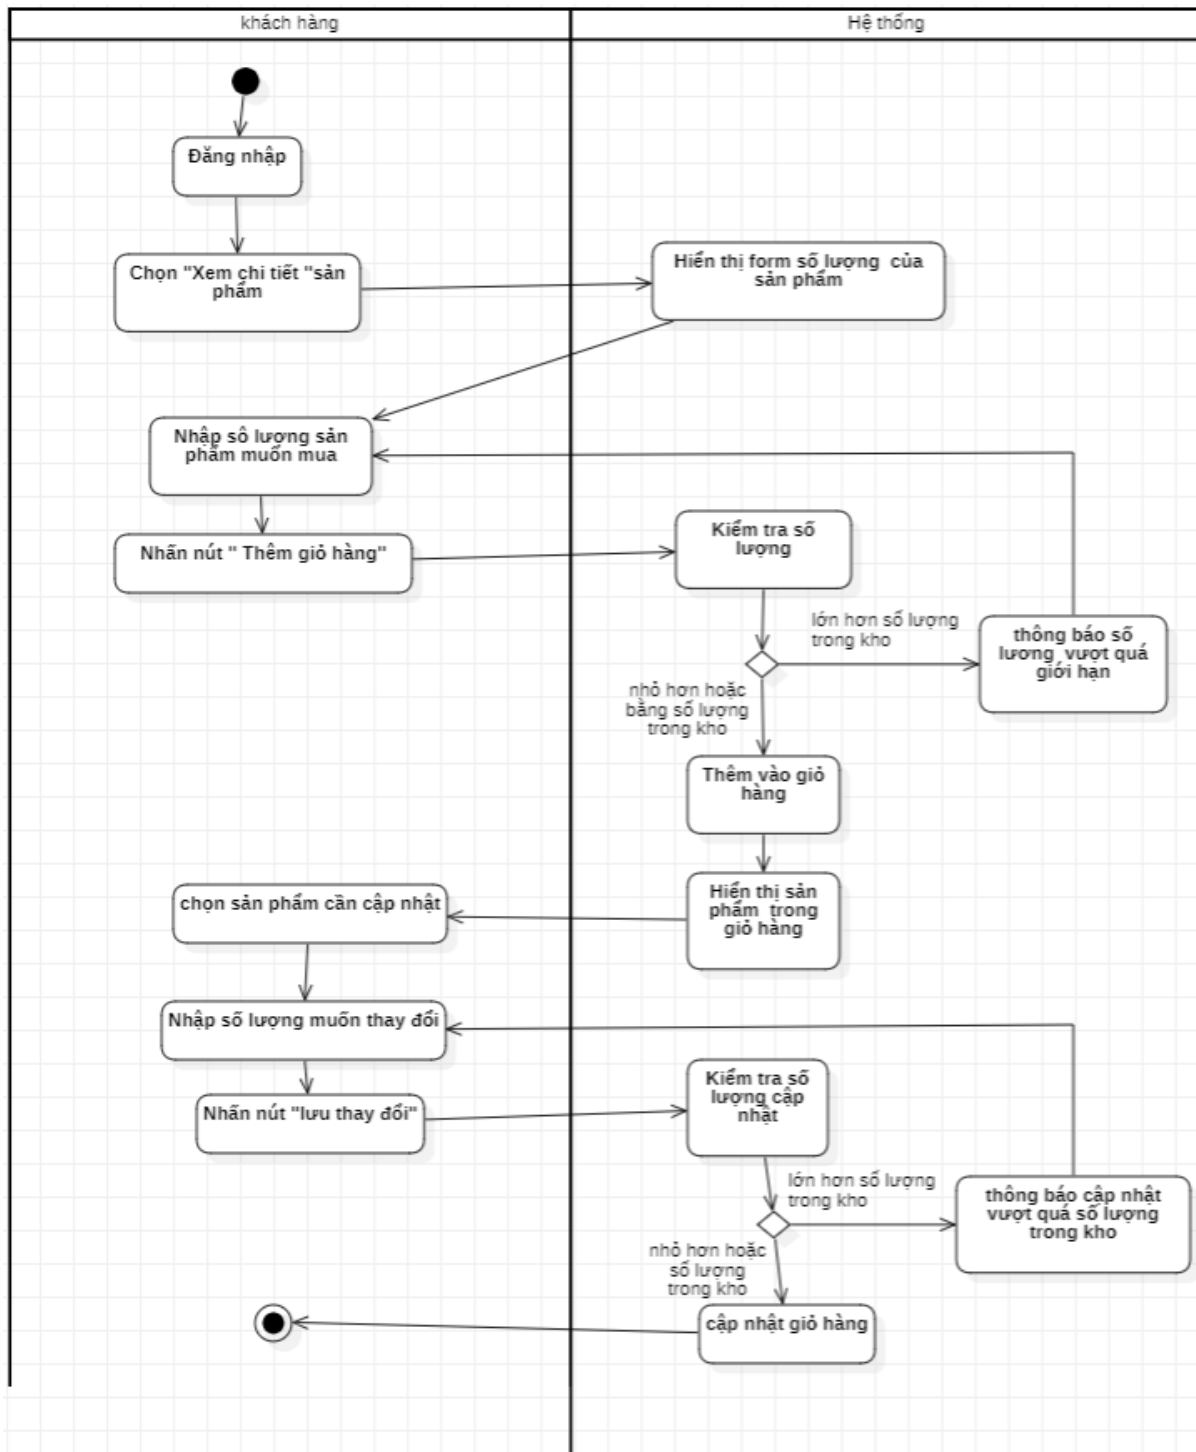 khách hàng
Hệ thống
Đăng nhập
Chọn "Xem chi tiết "sản
phẩm
Hiển thị form số lượng của
sản phẩm
Nhập sô lượng sản
phẩm muốn mua
Nhấn nút " Thêm giỏ hàng"
Kiểm tra số
lượng
lớn hơn số lượng
trong kho
thông báo số
lương vượt quá
giới hạn
nhỏ hơn hoặc
bằng số lượng
trong kho
Thêm vào giỏ
hàng
Hiển thị sản
phẩm trong
giỏ hàng
chọn sản phẩm cần cập nhật
Nhập số lượng muốn thay đổi
Nhấn nút "lưu thay đổi"
Kiểm tra số
lượng cập
nhật
lớn hơn số lượng
trong kho
thông báo cập nhật
vượt quá số lượng
trong kho
nhỏ hơn hoặc
số lượng
trong kho
cập nhật giỏ hàng